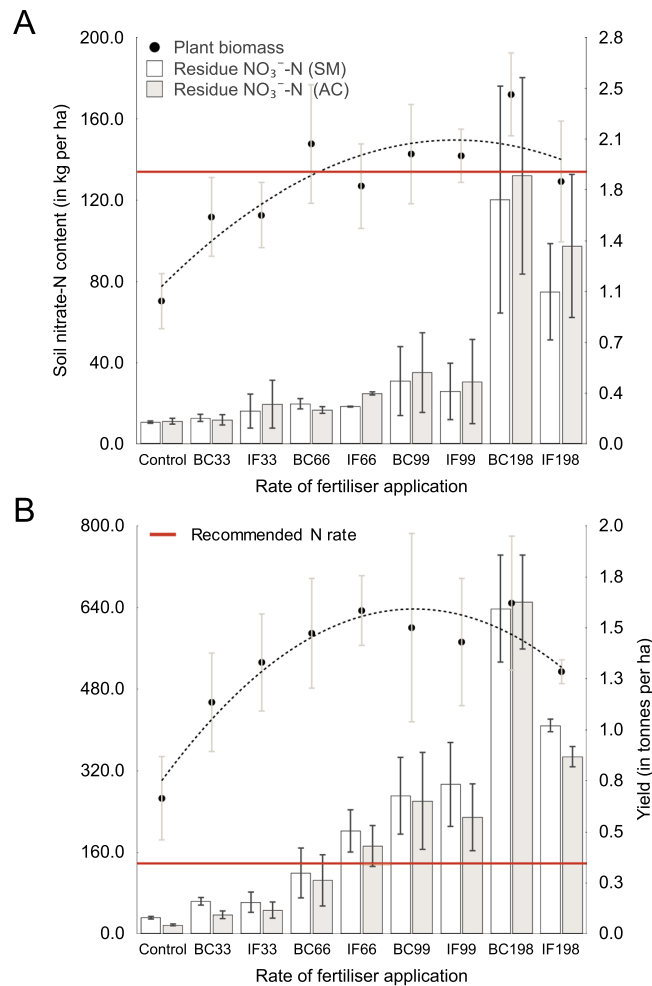 A
Plant biomass
Residue NO₃⁻-N (SM)
Residue NO₃⁻-N (AC)
Soil nitrate-N content (in kg per ha)
200.0
160.0
120.0
80.0
40.0
0.0
2.8
2.5
2.1
1.8
1.4
1.1
0.7
0.4
0.0
Control BC33 IF33 BC66 IF66 BC99 IF99 BC198 IF198
Rate of fertiliser application
B
Recommended N rate
800.0
640.0
480.0
320.0
160.0
0.0
2.0
1.8
1.5
1.3
1.0
0.8
0.5
0.3
0.0
Yield (in tonnes per ha)
Control BC33 IF33 BC66 IF66 BC99 IF99 BC198 IF198
Rate of fertiliser application